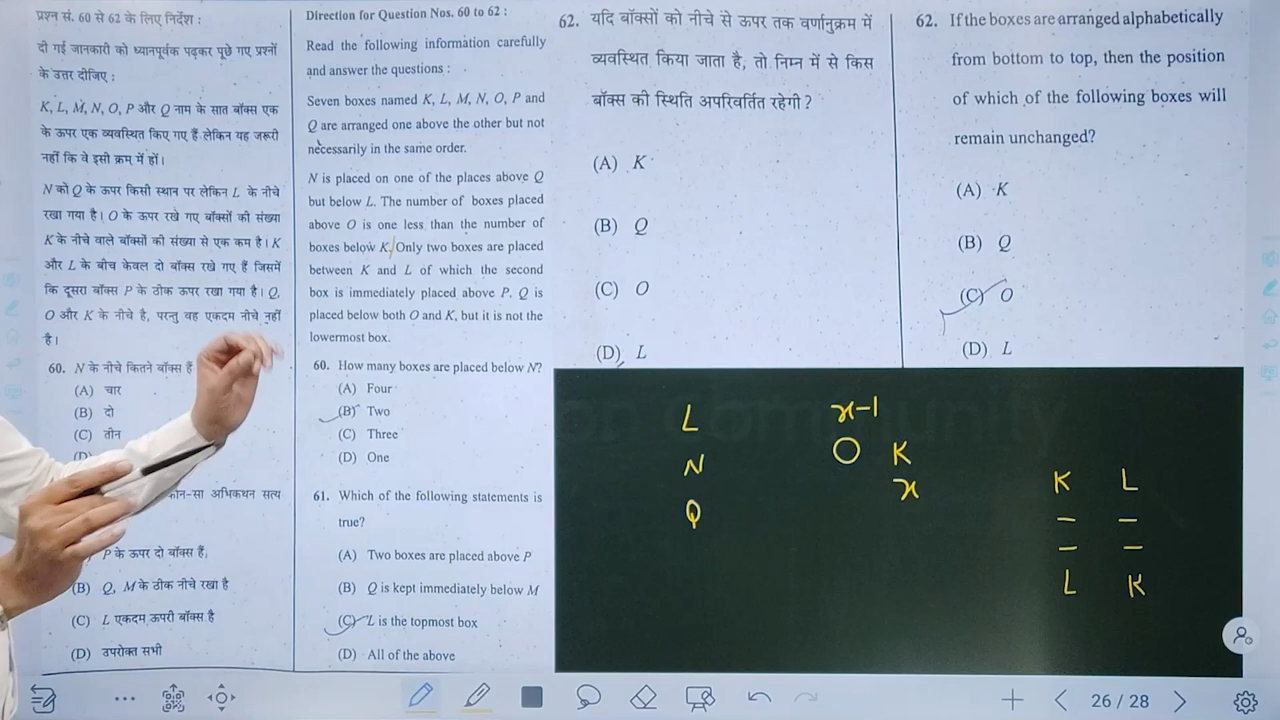 प्रश्न सं. 60 से 62 के लिए निर्देश :
दी गई जानकारी को ध्यानपूर्वक पढ़कर पूछे गए प्रश्नों
के उत्तर दीजिए :
K, L, M, N, O, P और Q नाम के सात बॉक्स एक
के ऊपर एक व्यवस्थित किए गए हैं लेकिन यह जरूरी
नहीं कि वे इसी क्रम में हों।
N को Q के ऊपर किसी स्थान पर लेकिन L के नीचे
रखा गया है। O के ऊपर रखे गए बॉक्सों की संख्या
K के नीचे वाले बॉक्सों की संख्या से एक कम है। K
और L के बीच केवल दो बॉक्स रखे गए हैं जिसमें
कि दूसरा बॉक्स P के ठीक ऊपर रखा गया है। Q,
O और K के नीचे है, परन्तु वह एकदम नीचे नहीं
है।
60. N के नीचे कितने बॉक्स हैं
(A) चार
(B) दो
(C) तीन
(D)
कौन-सा अभिकथन सत्य
P के ऊपर दो बॉक्स हैं
(B) Q, M के ठीक नीचे रखा है
(C) L एकदम ऊपरी बॉक्स है
(D) उपरोक्त सभी
Direction for Question Nos. 60 to 62 :
Read the following information carefully
and answer the questions :
Seven boxes named K, L, M, N, O, P and
Q are arranged one above the other but not
necessarily in the same order.
N is placed on one of the places above Q
but below L. The number of boxes placed
above O is one less than the number of
boxes below K. Only two boxes are placed
between K and L of which the second
box is immediately placed above P. Q is
placed below both O and K, but it is not the
lowermost box.
60. How many boxes are placed below N?
(A) Four
(B) Two
(C) Three
(D) One
61. Which of the following statements is
true?
(A) Two boxes are placed above P
(B) Q is kept immediately below M
(C) L is the topmost box
(D) All of the above
62. यदि बॉक्सों को नीचे से ऊपर तक वर्णानुक्रम में
व्यवस्थित किया जाता है, तो निम्न में से किस
बॉक्स की स्थिति अपरिवर्तित रहेगी ?
(A) K
(B) Q
(C) O
(D) L
62. If the boxes are arranged alphabetically
from bottom to top, then the position
of which of the following boxes will
remain unchanged?
(A) K
(B) Q
(C) O
(D) L
L
N
Q
x-1
O K
x
K L
— —
— —
L K
26 / 28